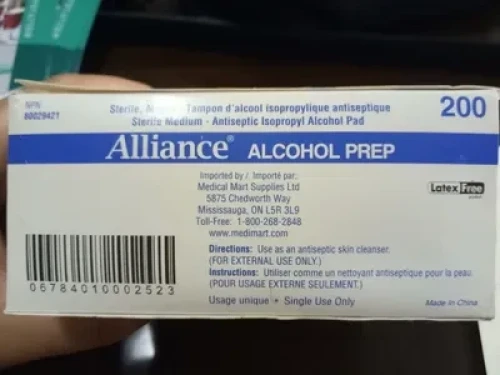 NPN
80029421
Sterile, Tampon d'alcool isopropylique antiseptique
200
Sterile Medium - Antiseptic Isopropyl Alcohol Pad
Alliance® ALCOHOL PREP
Imported by / Importé par:
Medical Mart Supplies Ltd
5875 Chedworth Way
Mississauga, ON L5R 3L9
Toll-Free: 1-800-268-2848
www.medimart.com
Latex Free
Directions: Use as an antiseptic skin cleanser.
(FOR EXTERNAL USE ONLY.)
Instructions: Utiliser comme un nettoyant antiseptique pour la peau.
(POUR USAGE EXTERNE SEULEMENT.)
Usage unique • Single Use Only
Made in China
067840002523